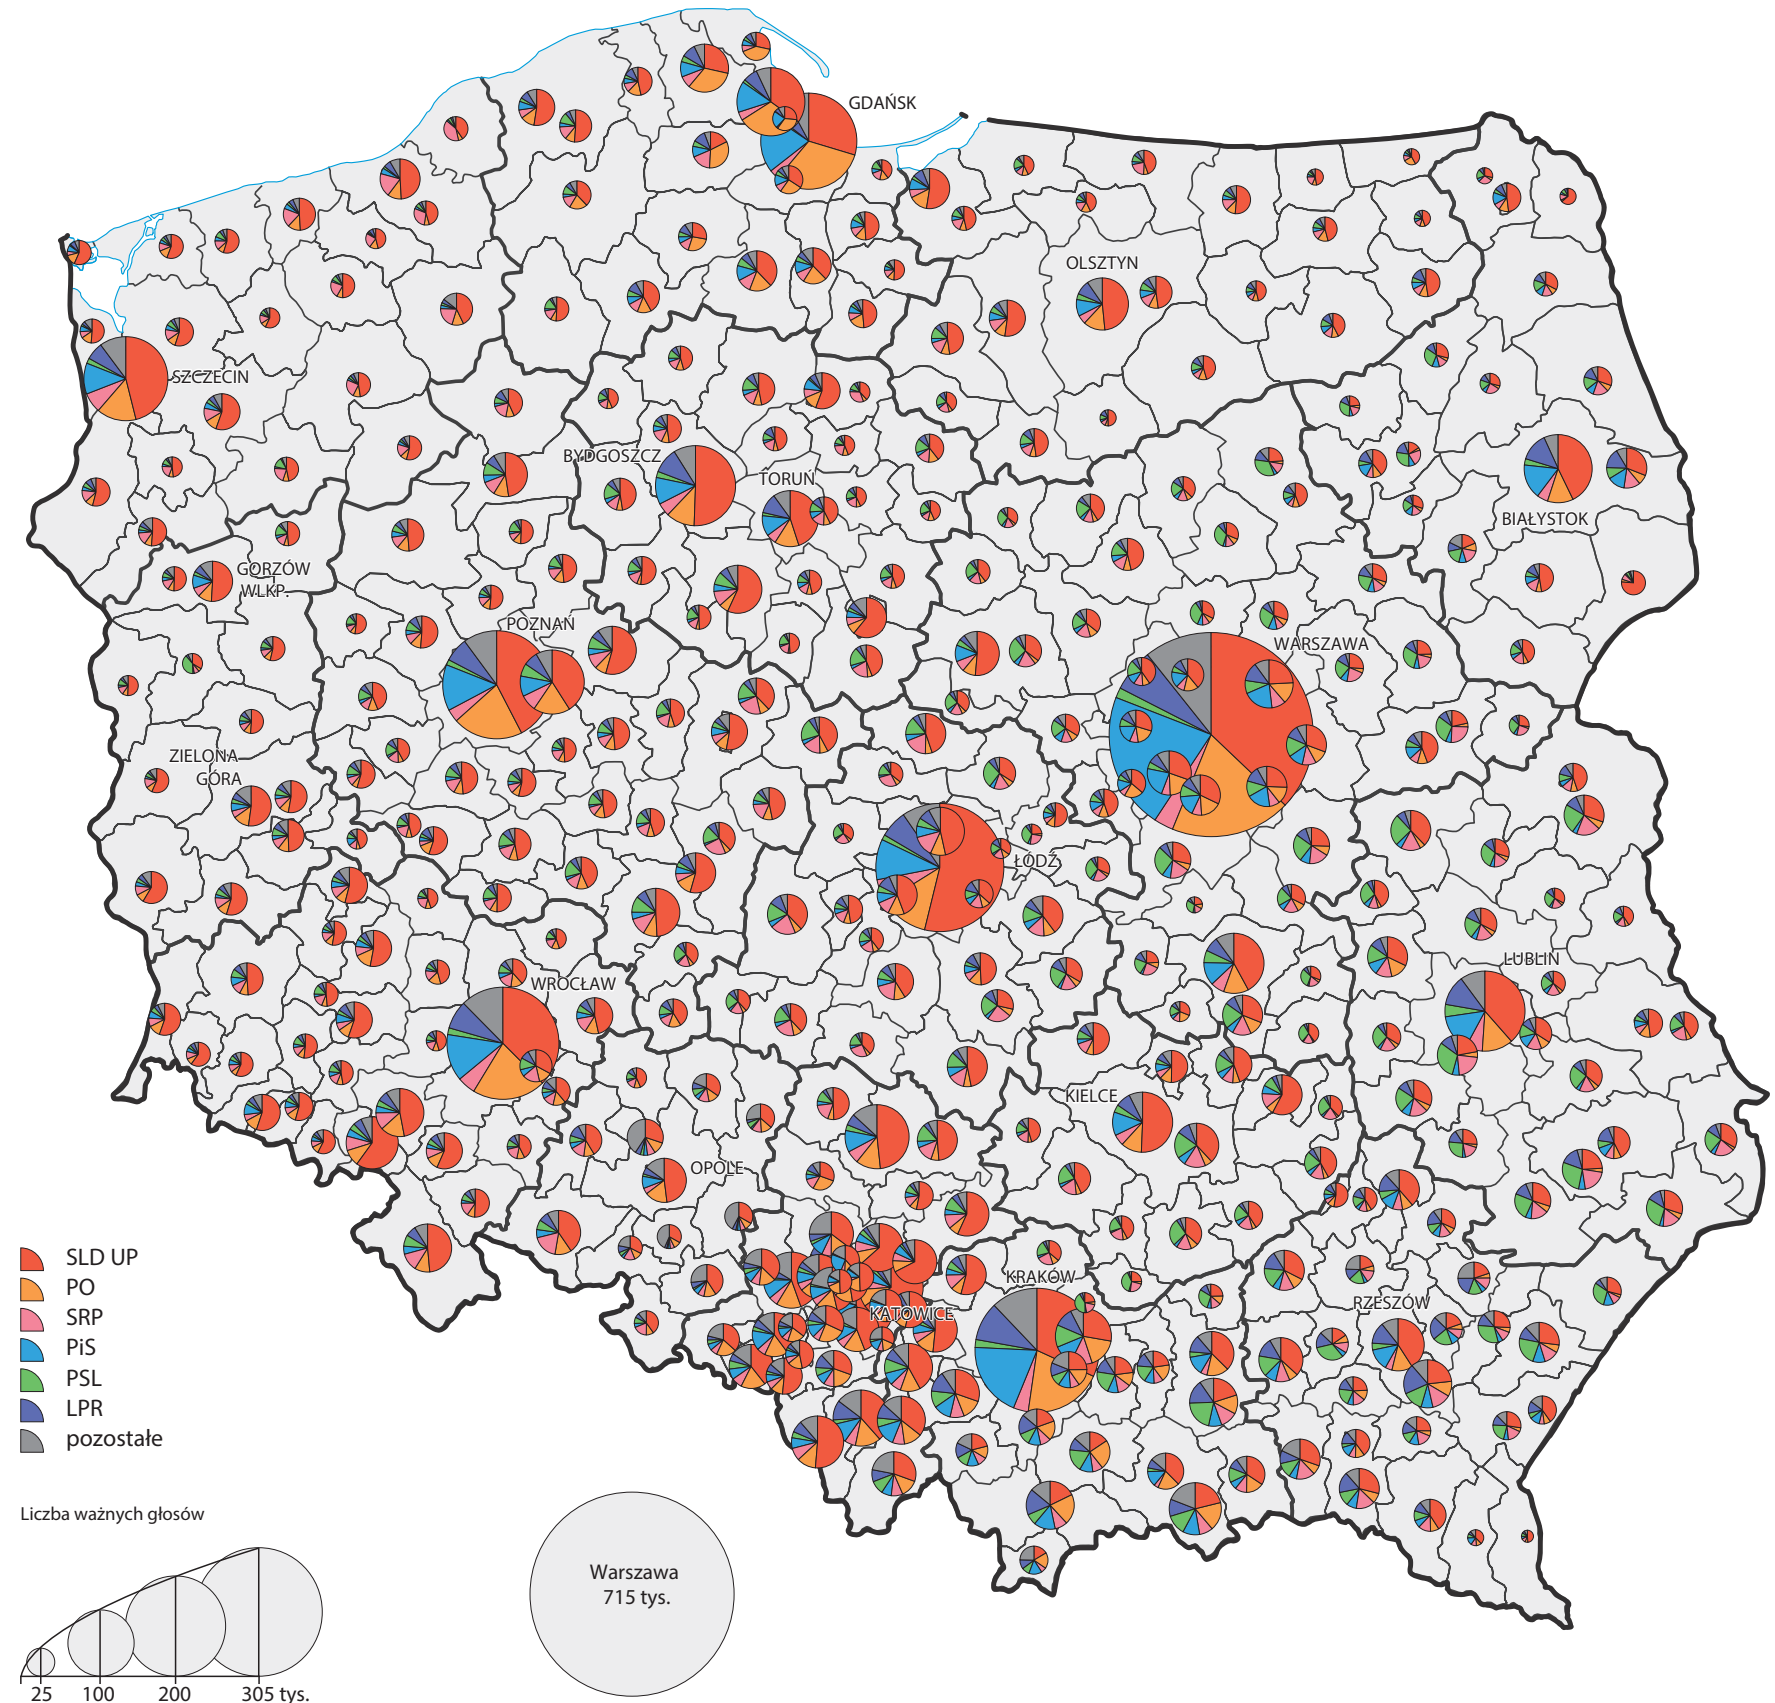 GDAŃSK
OLSZTYN
SZCZECIN
BYDGOSZCZ
TORUŃ
BIAŁYSTOK
GORZÓW
WLKP.
POZNAŃ
WARSZAWA
ZIELONA
GÓRA
ŁÓDŹ
LUBLIN
WROCŁAW
KIELCE
OPOLE
KRAKÓW
RZESZÓW
KATOWICE
SLD UP
PO
SRP
PiS
PSL
LPR
pozostałe
Liczba ważnych głosów
25 100 200 305 tys.
Warszawa
715 tys.